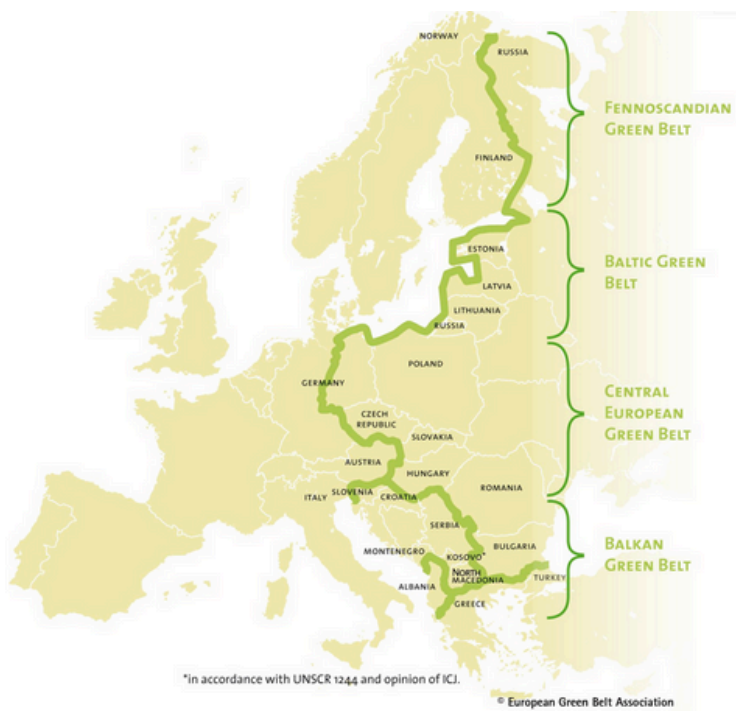 NORWAY
RUSSIA
FENNOSCANDIAN
GREEN BELT
FINLAND
ESTONIA
BALTIC GREEN
BELT
LATVIA
LITHUANIA
RUSSIA
POLAND
GERMANY
CENTRAL
EUROPEAN
GREEN BELT
CZECH
REPUBLIC
SLOVAKIA
AUSTRIA
HUNGARY
ITALY
SLOVENIA
CROATIA
ROMANIA
SERBIA
MONTENEGRO
KOSOVO*
BULGARIA
BALKAN
GREEN BELT
NORTH
MACEDONIA
TURKEY
ALBANIA
GREECE
*in accordance with UNSCR 1244 and opinion of ICJ.
© European Green Belt Association